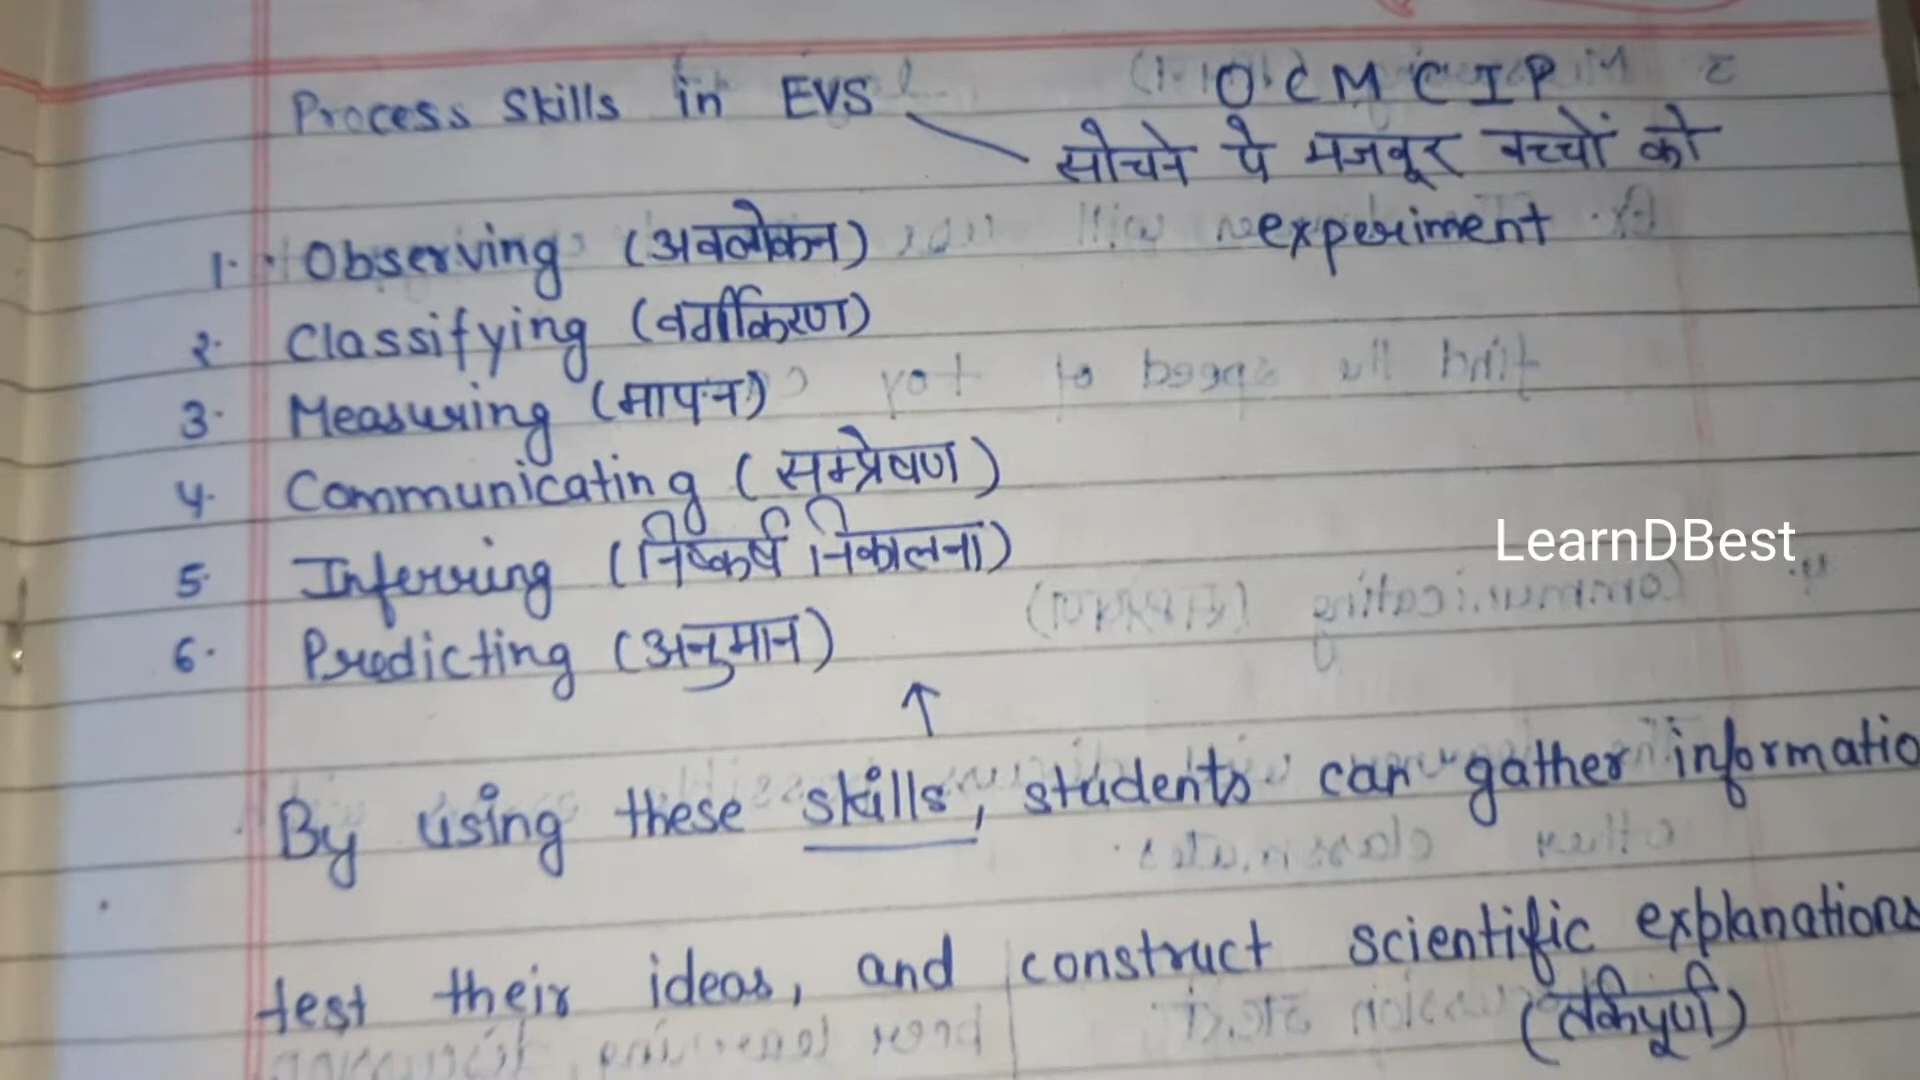 Process Skills in EVS
O C M C I P
सोचने पे मजबूर बच्चों को
experiment
1. Observing (अवलोकन)
2. Classifying (वर्गीकरण)
3. Measuring (मापन)
4. Communicating (सम्प्रेषण)
5. Inferring (निष्कर्ष निकालना)
6. Predicting (अनुमान)
LearnDBest
↑
By using these skills, students can gather informatio
test their ideas, and construct scientific explanations
(तर्कपूर्ण)